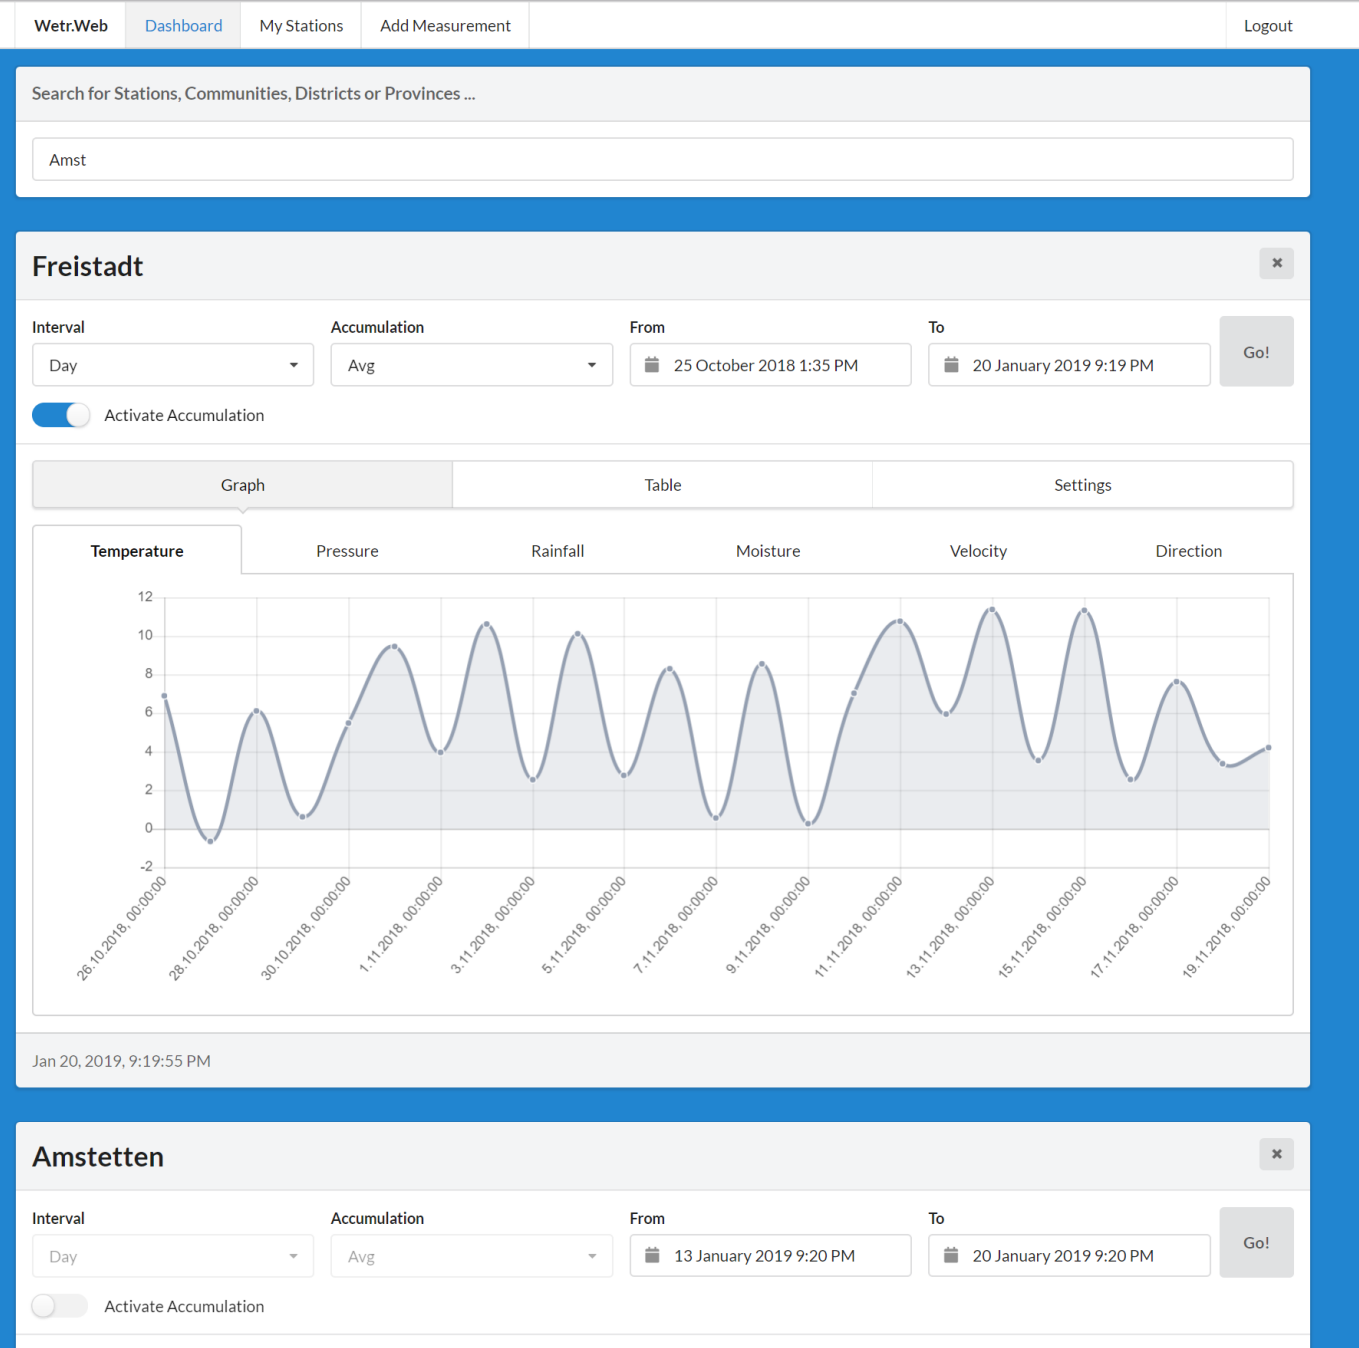 Wetr.Web Dashboard My Stations Add Measurement Logout
Search for Stations, Communities, Districts or Provinces ...
Amst
Freistadt
Interval Accumulation From To
Day Avg 25 October 2018 1:35 PM 20 January 2019 9:19 PM Go!
Activate Accumulation
Graph Table Settings
Temperature Pressure Rainfall Moisture Velocity Direction
12
10
8
6
4
2
0
-2
26.10.2018, 00:00:00 28.10.2018, 00:00:00 30.10.2018, 00:00:00 1.11.2018, 00:00:00 3.11.2018, 00:00:00 5.11.2018, 00:00:00 7.11.2018, 00:00:00 9.11.2018, 00:00:00 11.11.2018, 00:00:00 13.11.2018, 00:00:00 15.11.2018, 00:00:00 17.11.2018, 00:00:00 19.11.2018, 00:00:00
Jan 20, 2019, 9:19:55 PM
Amstetten
Interval Accumulation From To
Day Avg 13 January 2019 9:20 PM 20 January 2019 9:20 PM Go!
Activate Accumulation